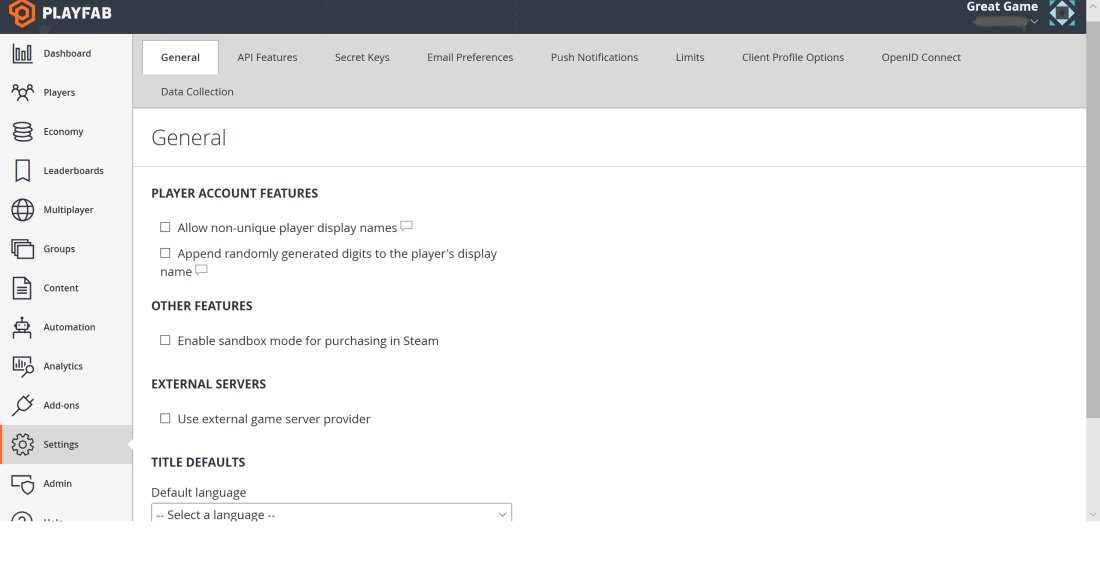 PLAYFAB
Great Game
Dashboard
Players
Economy
Leaderboards
Multiplayer
Groups
Content
Automation
Analytics
Add-ons
Settings
Admin
General
API Features
Secret Keys
Email Preferences
Push Notifications
Limits
Client Profile Options
OpenID Connect
Data Collection
General
PLAYER ACCOUNT FEATURES
Allow non-unique player display names
Append randomly generated digits to the player's display
name
OTHER FEATURES
Enable sandbox mode for purchasing in Steam
EXTERNAL SERVERS
Use external game server provider
TITLE DEFAULTS
Default language
-- Select a language --